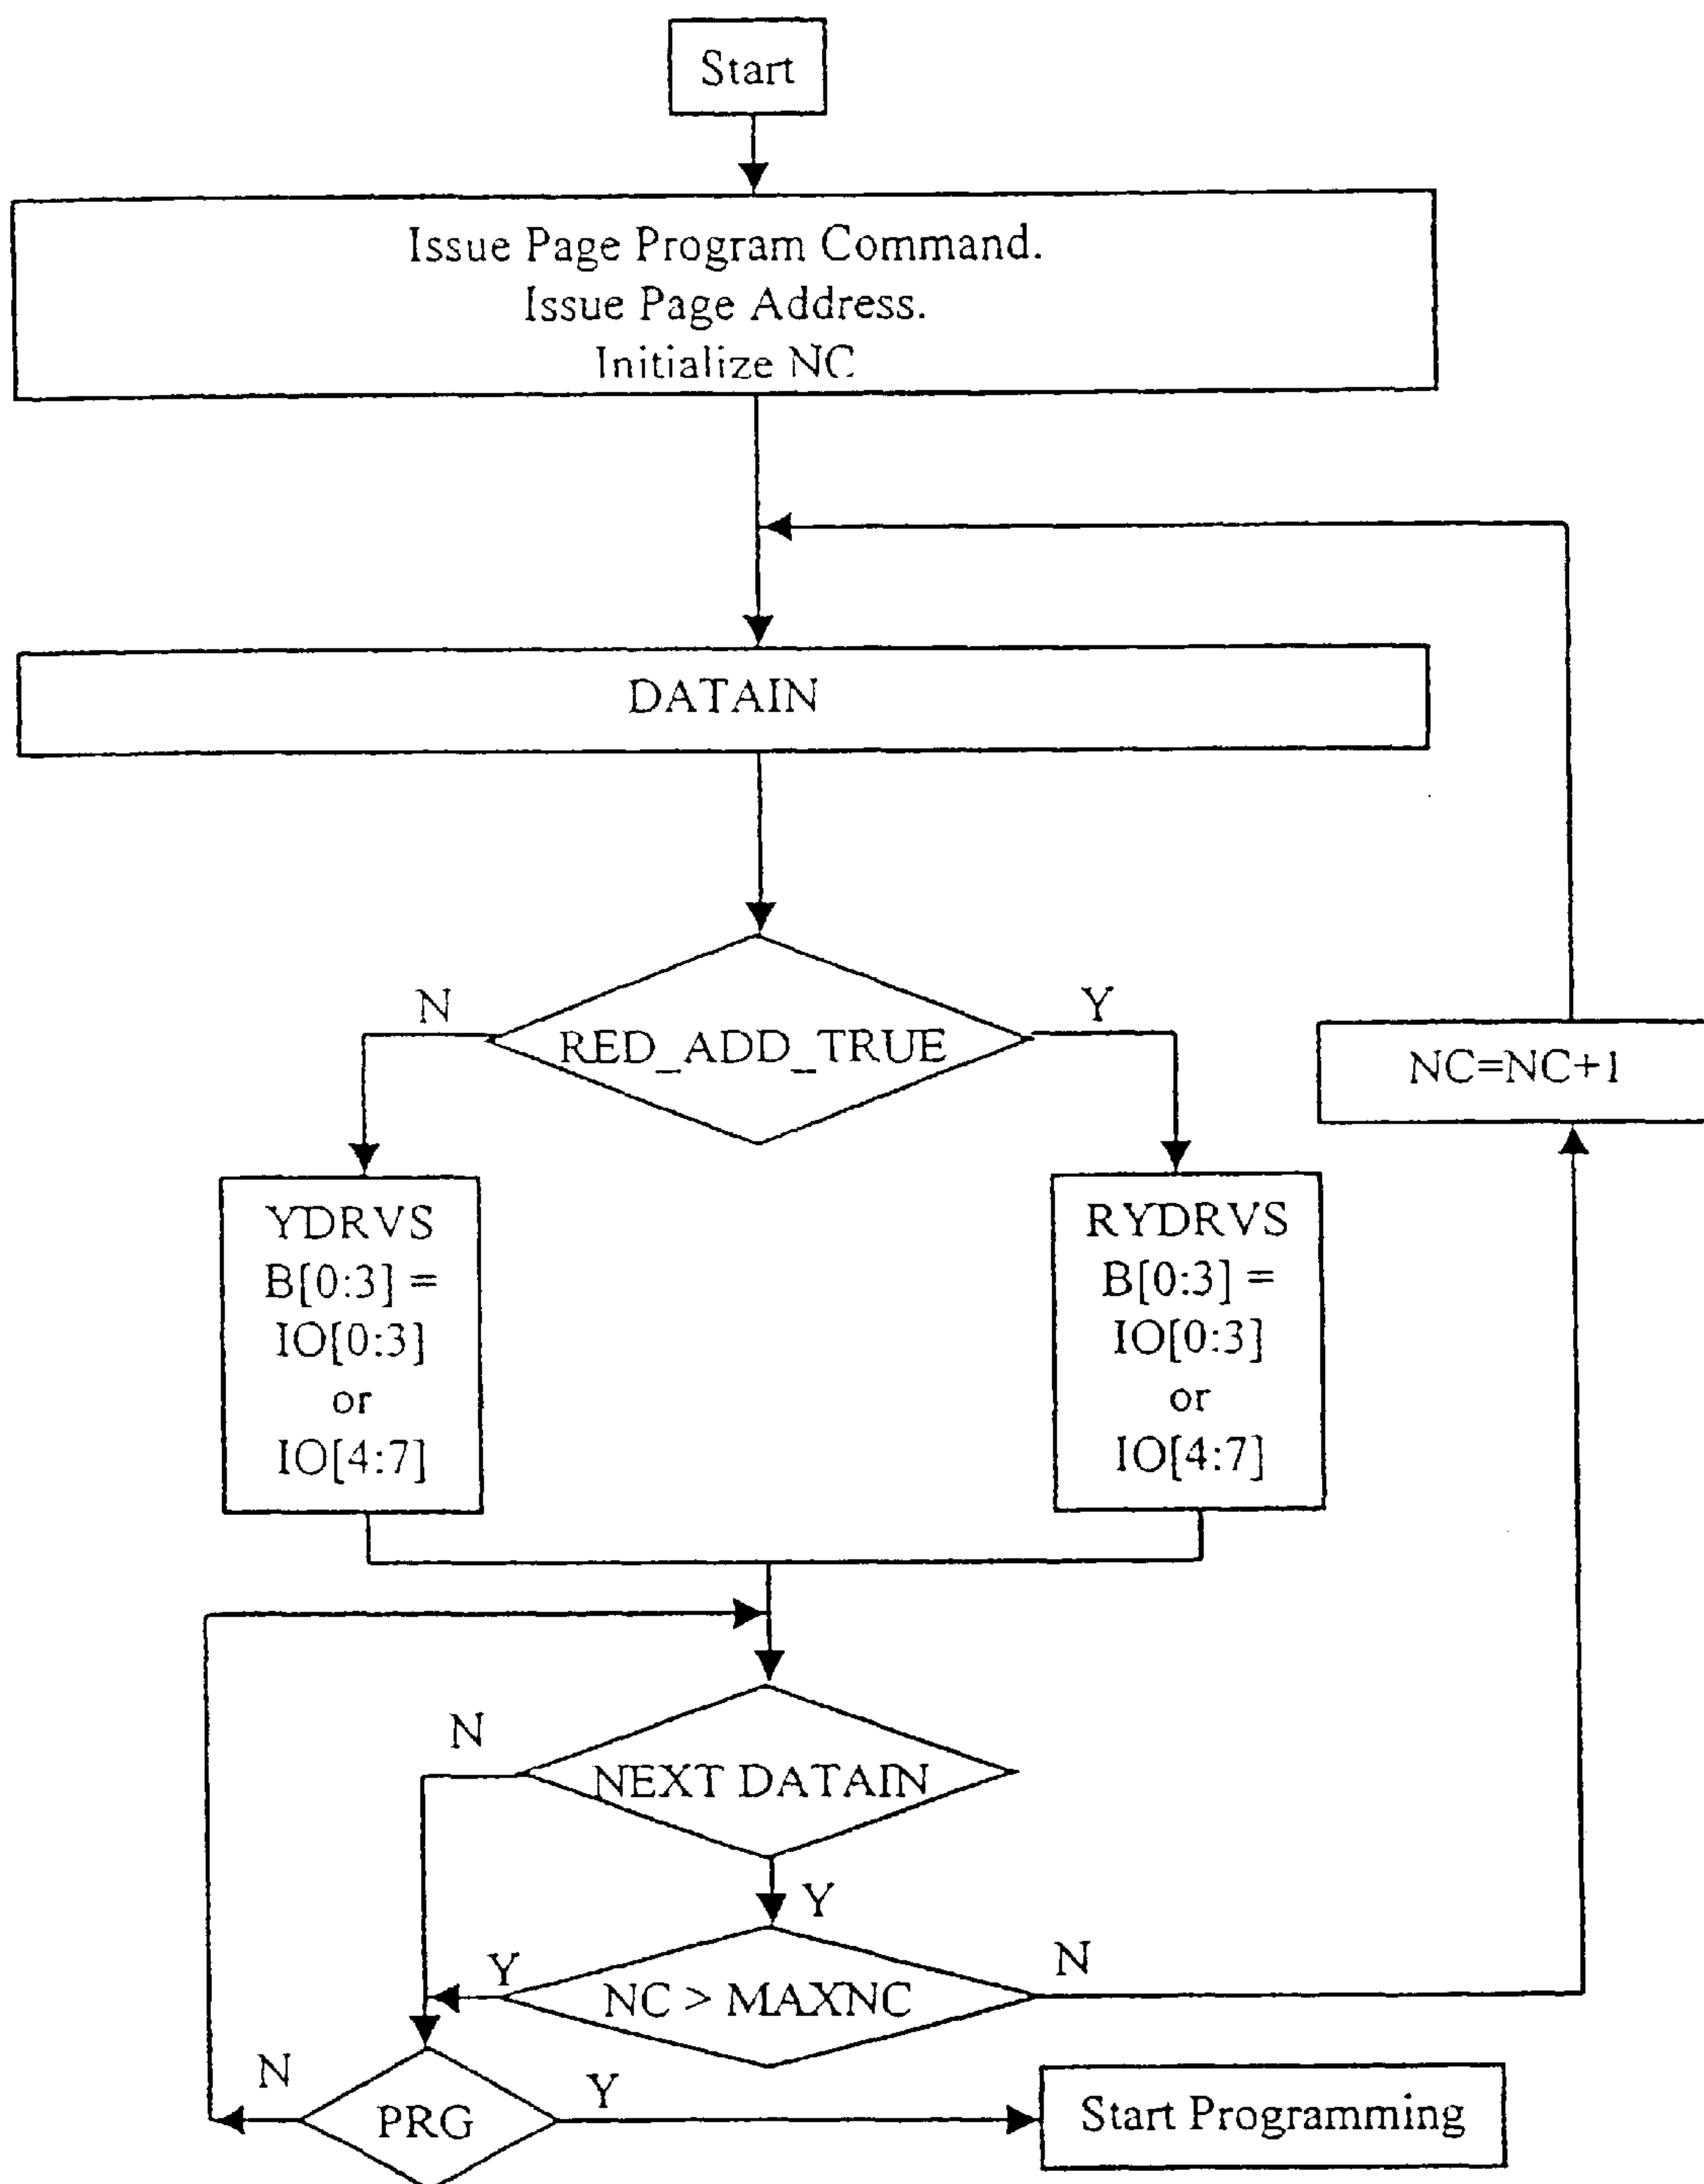 Start
Issue Page Program Command.
Issue Page Address.
Initialize NC
DATAIN
N
RED_ADD_TRUE
Y
NC=NC+1
YDRVS
B[0:3] =
IO[0:3]
or
IO[4:7]
RYDRVS
B[0:3] =
IO[0:3]
or
IO[4:7]
N
NEXT DATAIN
Y
Y
NC > MAXNC
N
N
PRG
Y
Start Programming